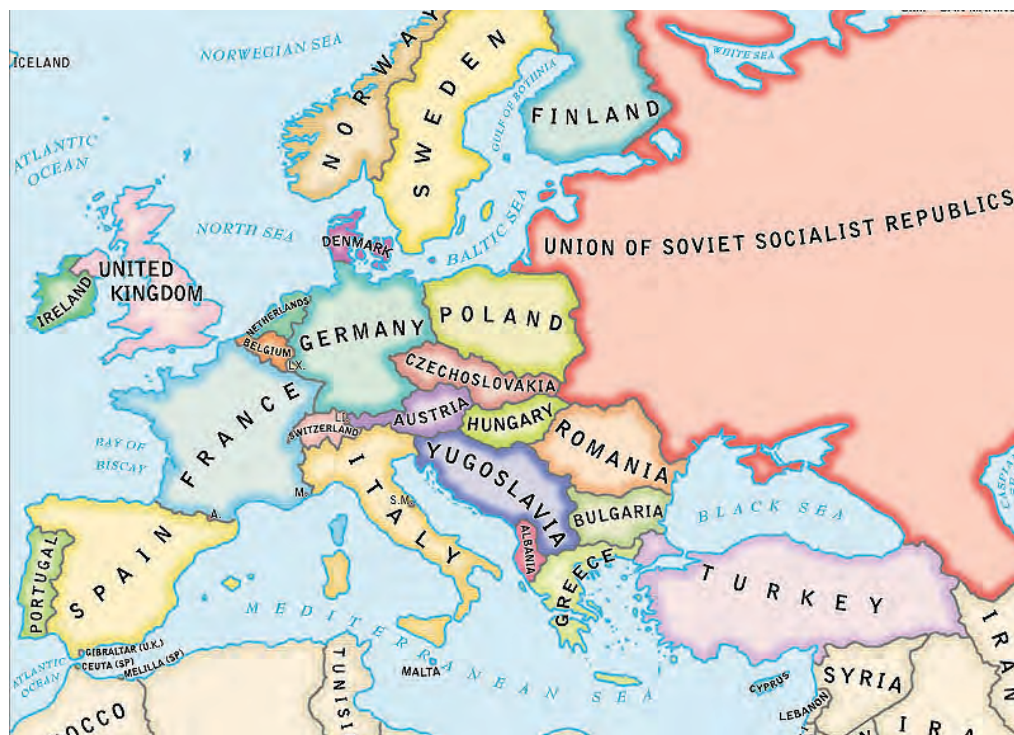 ICELAND
NORWEGIAN SEA
NORWAY
SWEDEN
GULF OF BOTHNIA
FINLAND
WHITE SEA
ATLANTIC
OCEAN
NORTH SEA
BALTIC SEA
UNION OF SOVIET SOCIALIST REPUBLICS
DENMARK
IRELAND
UNITED
KINGDOM
NETHERLANDS
BELGIUM
LX.
GERMANY
POLAND
CZECHOSLOVAKIA
FRANCE
SWITZERLAND
AUSTRIA
HUNGARY
ROMANIA
BAY OF
BISCAY
M.
ITALY
S.M.
YUGOSLAVIA
BULGARIA
BLACK SEA
CASPIAN
A.
ALBANIA
GREECE
TURKEY
PORTUGAL
SPAIN
MEDITERRANEAN SEA
GIBRALTAR (U.K.)
CEUTA (SP)
MELILLA (SP)
ATLANTIC
OCEAN
OCCO
TUNISI
MALTA
CYPRUS
LEBANON
SYRIA
IRAN
IRA